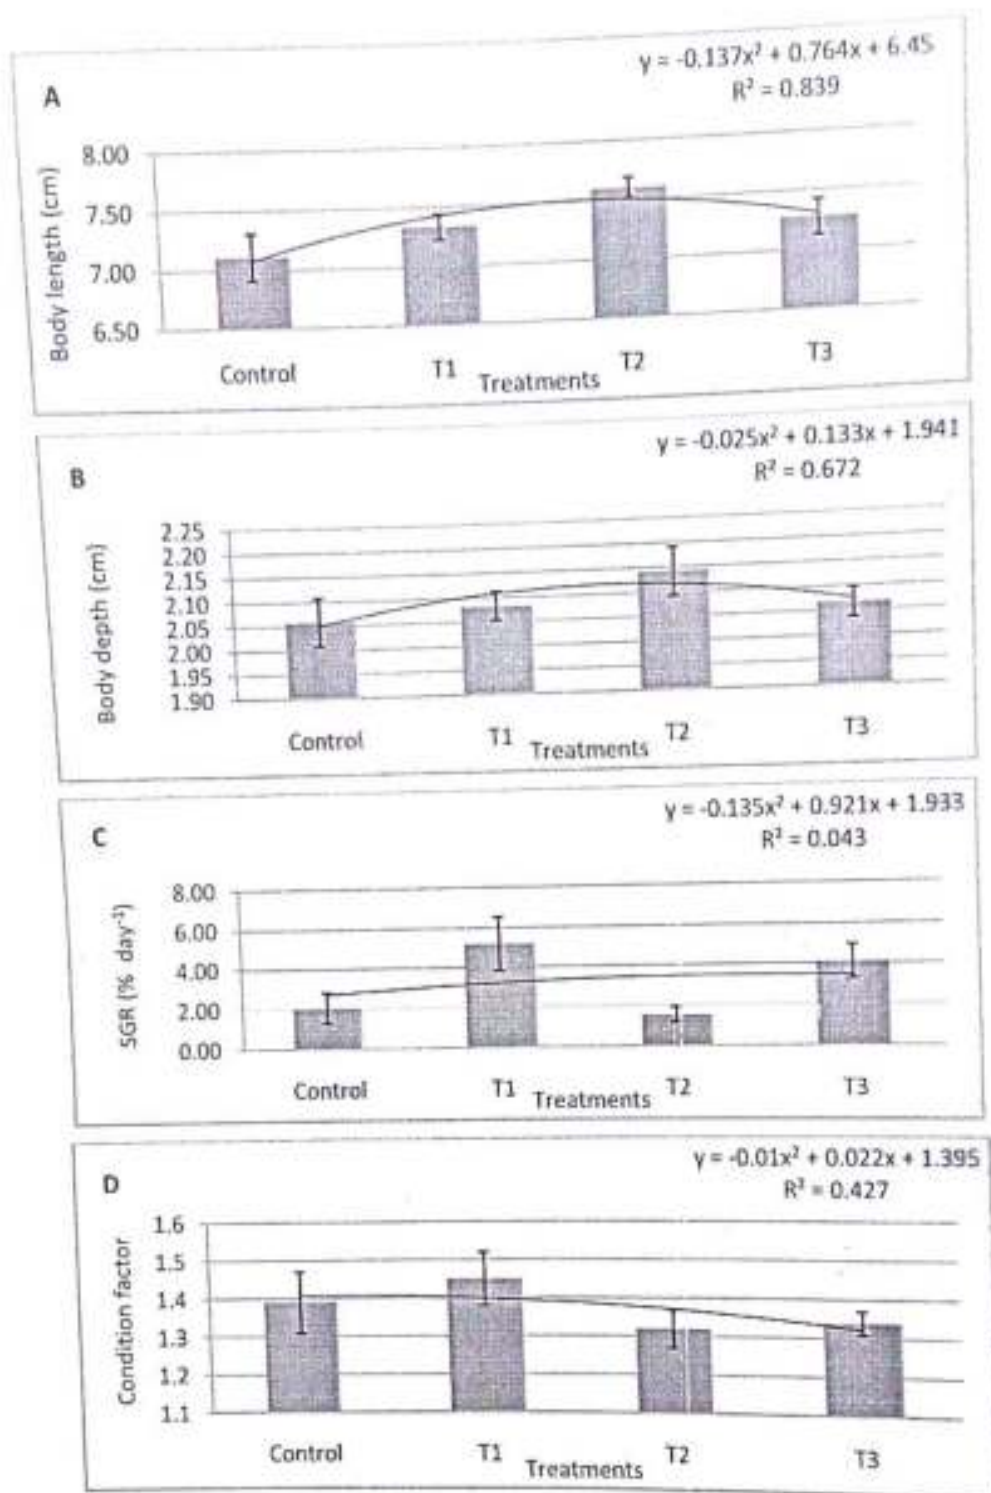 A
y = -0.137x² + 0.764x + 6.45
R² = 0.839
Body length (cm)
8.00
7.50
7.00
6.50
Control T1 T2 T3
Treatments
B
y = -0.025x² + 0.133x + 1.941
R² = 0.672
Body depth (cm)
2.25
2.20
2.15
2.10
2.05
2.00
1.95
1.90
Control T1 T2 T3
Treatments
C
y = -0.135x² + 0.921x + 1.933
R² = 0.043
SGR (% day⁻¹)
8.00
6.00
4.00
2.00
0.00
Control T1 T2 T3
Treatments
D
y = -0.01x² + 0.022x + 1.395
R² = 0.427
Condition factor
1.6
1.5
1.4
1.3
1.2
1.1
Control T1 T2 T3
Treatments